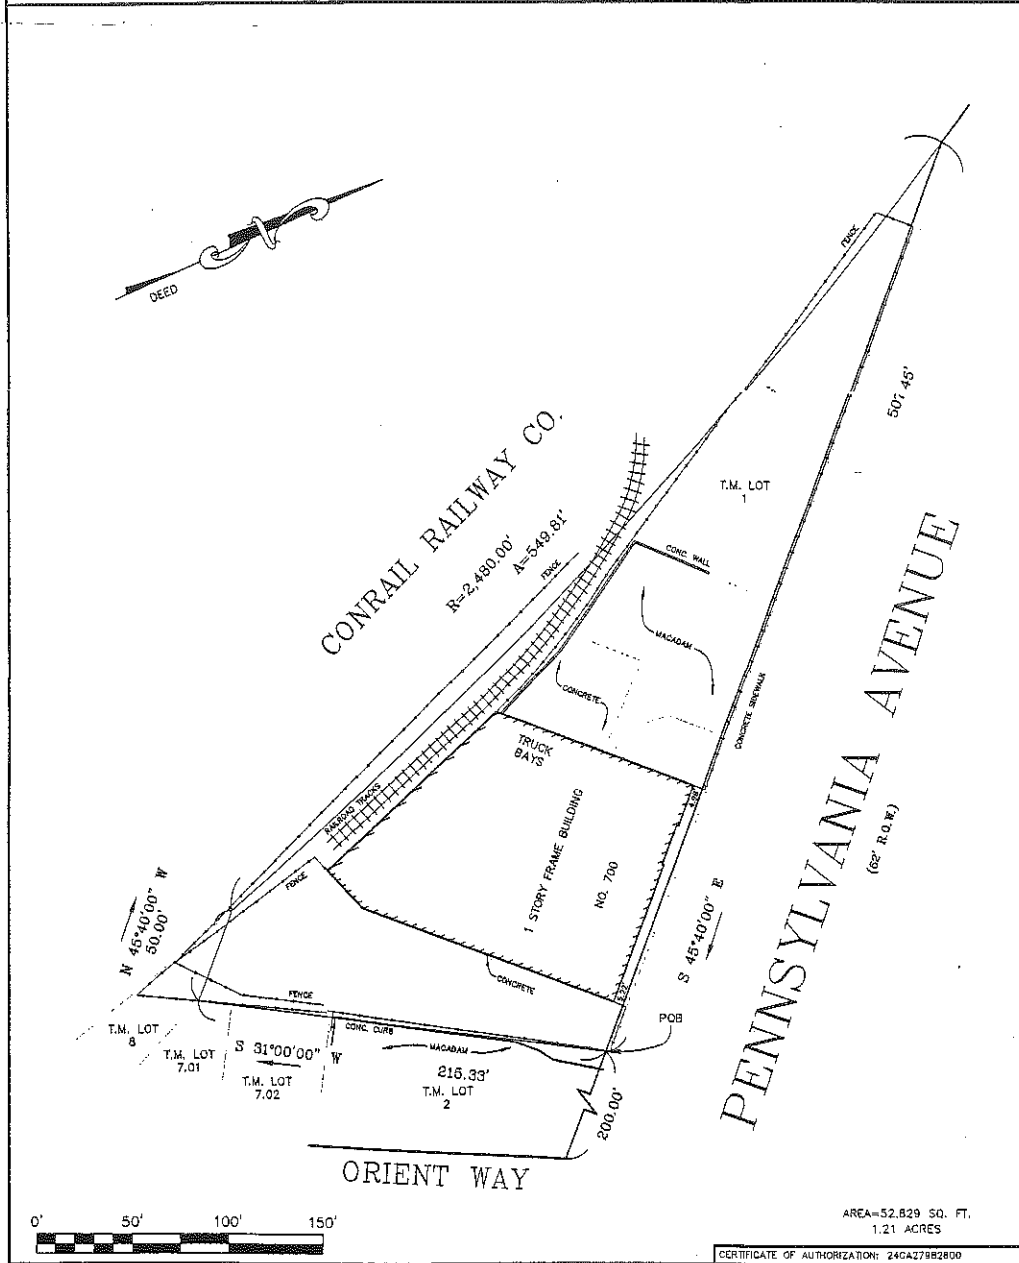 DEED
N
FENCE
507.45'
CONRAIL RAILWAY CO.
R=2,480.00'
A=549.81'
FENCE
T.M. LOT
1
CONC. WALL
MACADAM
CONCRETE
CONCRETE SIDEWALK
PENNSYLVANIA AVENUE
(62' R.O.W.)
TRUCK
BAYS
RAILROAD TRACKS
1 STORY FRAME BUILDING
NO. 700
S 45°40'00" E
N 45°40'00" W
50.00'
FENCE
CONCRETE
FENCE
POB
T.M. LOT
8
T.M. LOT
7.01
S 31°00'00" W
T.M. LOT
7.02
CONC. CURB
MACADAM
215.33'
T.M. LOT
2
200.00'
ORIENT WAY
0' 50' 100' 150'
AREA=52,829 SQ. FT.
1.21 ACRES
CERTIFICATE OF AUTHORIZATION: 24GA27982800